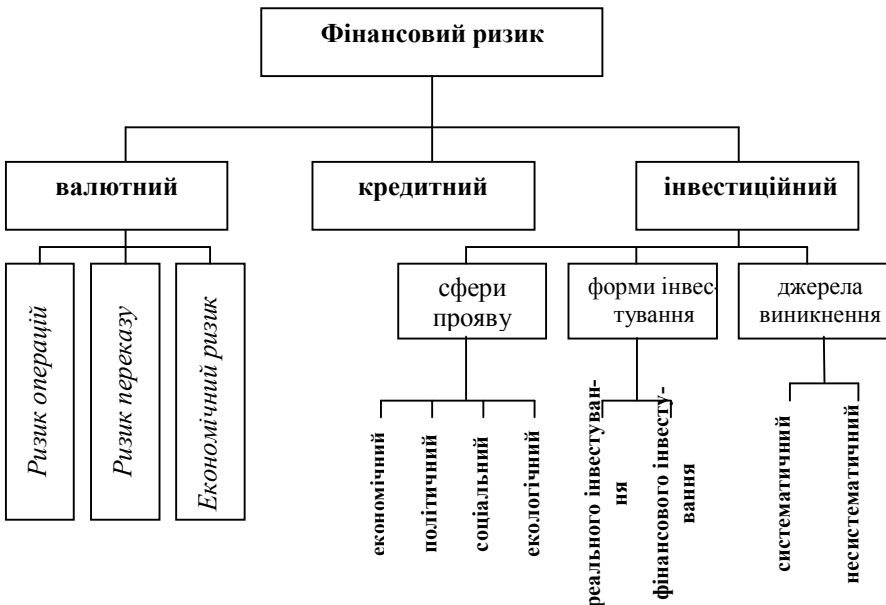 Фінансовий ризик
валютний
кредитний
інвестиційний
Ризик операцій
Ризик переказу
Економічний ризик
сфери
прояву
форми інвес-
тування
джерела
виникнення
економічний
політичний
соціальний
екологічний
реального інвестуван-
ня
фінансового інвесту-
вання
систематичний
несистематичний